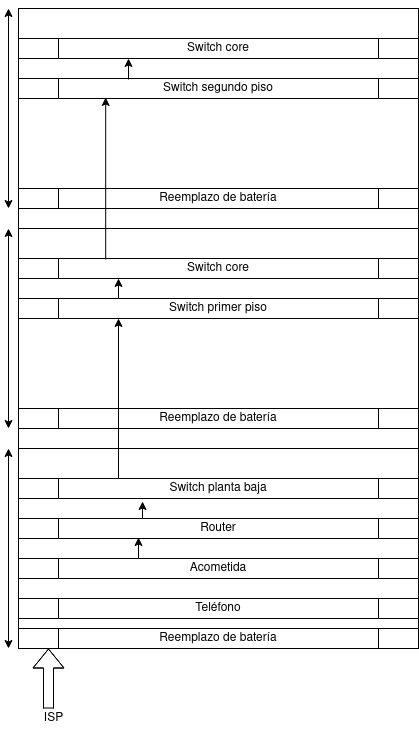 Switch core
Switch segundo piso
Reemplazo de batería
Switch core
Switch primer piso
Reemplazo de batería
Switch planta baja
Router
Acometida
Teléfono
Reemplazo de batería
ISP